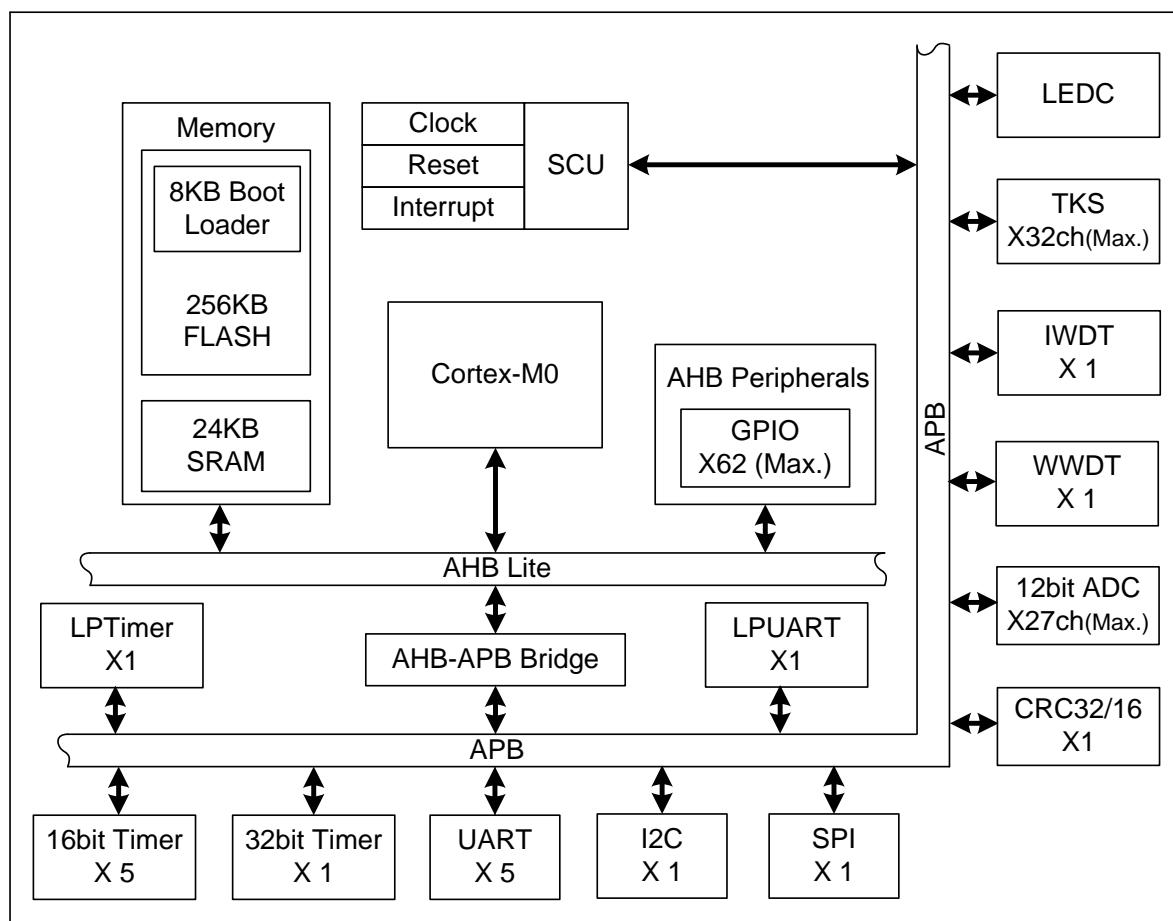 Memory
8KB Boot
Loader
256KB
FLASH
24KB
SRAM
Clock
Reset
Interrupt
SCU
Cortex-M0
AHB Peripherals
GPIO
X62 (Max.)
AHB Lite
LPTimer
X1
AHB-APB Bridge
LPUART
X1
APB
16bit Timer
X 5
32bit Timer
X 1
UART
X 5
I2C
X 1
SPI
X 1
APB
LEDC
TKS
X32ch(Max.)
IWDT
X 1
WWDT
X 1
12bit ADC
X27ch(Max.)
CRC32/16
X1